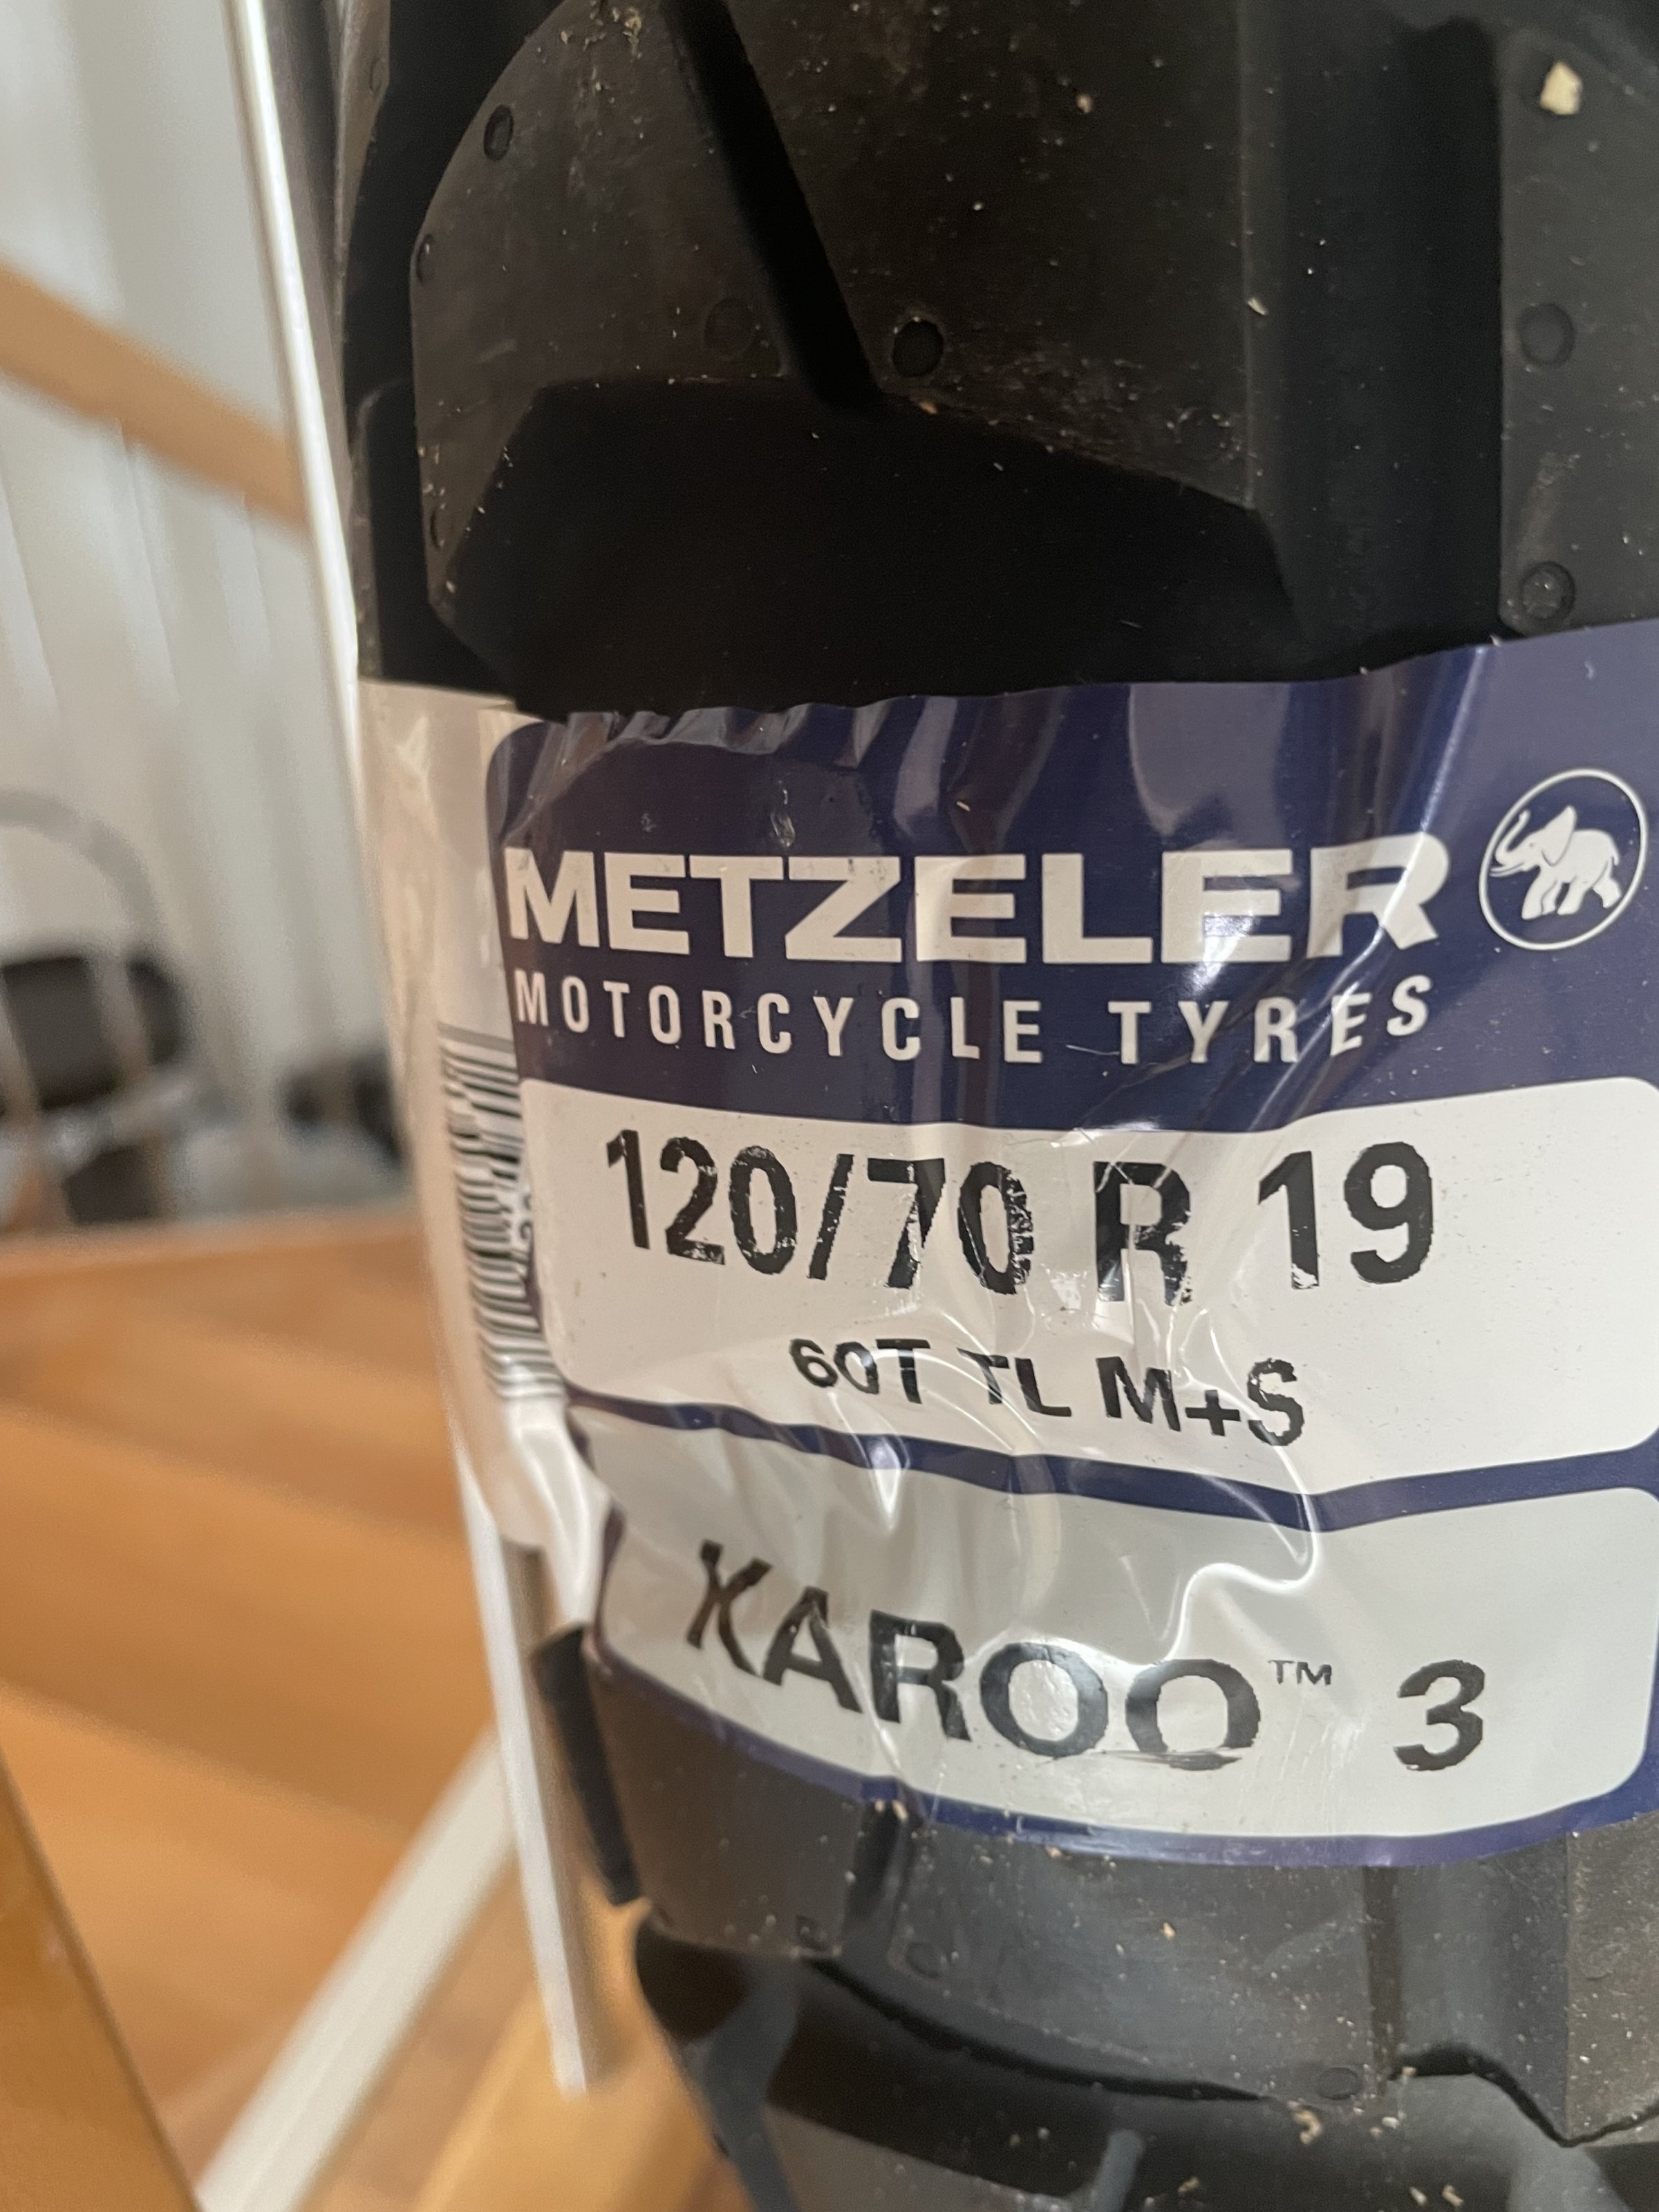 METZELER
MOTORCYCLE TYRES
120/70 R 19
60T TL M+S
KAROO™ 3